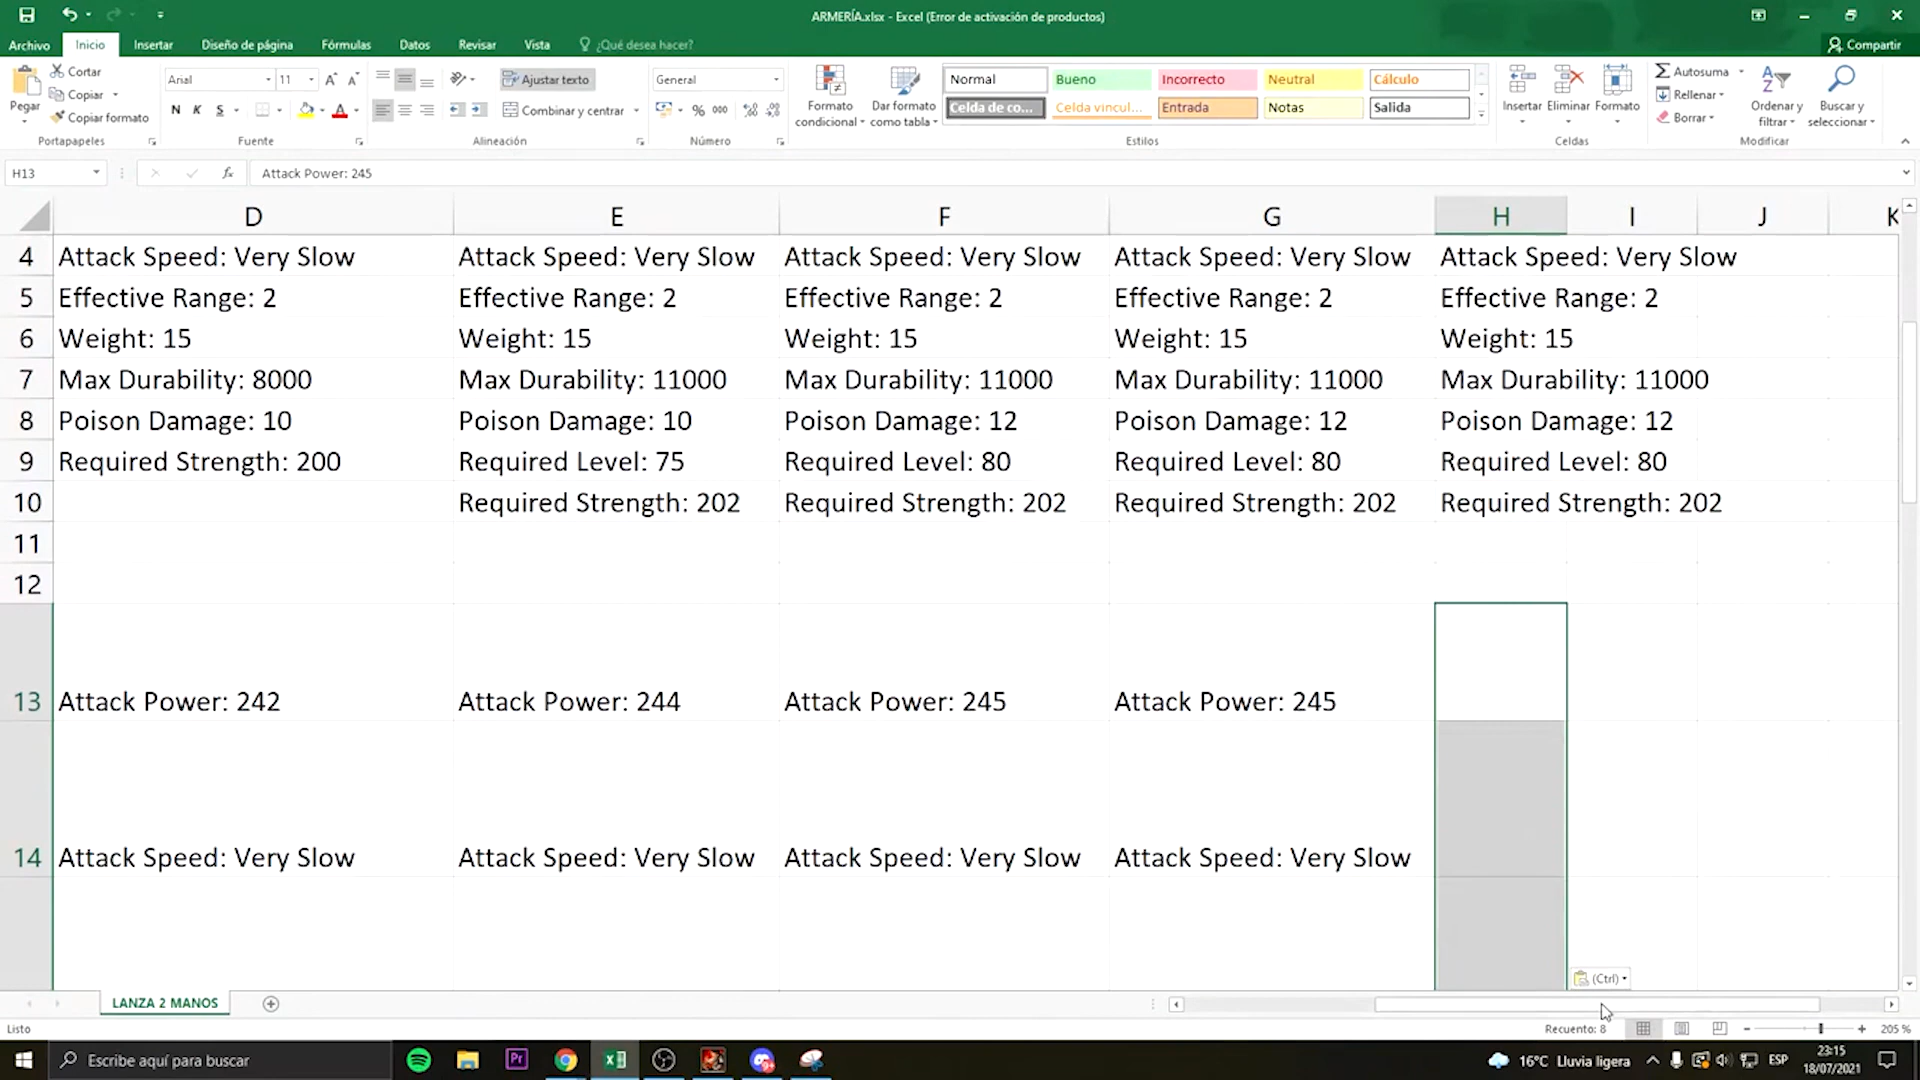 ARMERÍA.xlsx - Excel (Error de activación de productos)
Archivo Inicio Insertar Diseño de página Fórmulas Datos Revisar Vista ¿Qué desea hacer? Compartir
Pegar Cortar Copiar Copiar formato
Arial 11 N K S
Ajustar texto Combinar y centrar
General % 000
Formato condicional Dar formato como tabla
Normal Bueno Incorrecto Neutral Cálculo
Celda de co... Celda vincul... Entrada Notas Salida
Insertar Eliminar Formato
Autosuma Rellenar Borrar
Ordenar y filtrar Buscar y seleccionar
Portapapeles Fuente Alineación Número Estilos Celdas Modificar
H13 fx Attack Power: 245
D E F G H I J K
4 Attack Speed: Very Slow Attack Speed: Very Slow Attack Speed: Very Slow Attack Speed: Very Slow Attack Speed: Very Slow
5 Effective Range: 2 Effective Range: 2 Effective Range: 2 Effective Range: 2 Effective Range: 2
6 Weight: 15 Weight: 15 Weight: 15 Weight: 15 Weight: 15
7 Max Durability: 8000 Max Durability: 11000 Max Durability: 11000 Max Durability: 11000 Max Durability: 11000
8 Poison Damage: 10 Poison Damage: 10 Poison Damage: 12 Poison Damage: 12 Poison Damage: 12
9 Required Strength: 200 Required Level: 75 Required Level: 80 Required Level: 80 Required Level: 80
10 Required Strength: 202 Required Strength: 202 Required Strength: 202 Required Strength: 202
11
12
13 Attack Power: 242 Attack Power: 244 Attack Power: 245 Attack Power: 245
14 Attack Speed: Very Slow Attack Speed: Very Slow Attack Speed: Very Slow Attack Speed: Very Slow
(Ctrl)
LANZA 2 MANOS
Listo Recuento: 8 205 %
Escribe aquí para buscar Pr 16°C Lluvia ligera ESP 23:15
18/07/2021